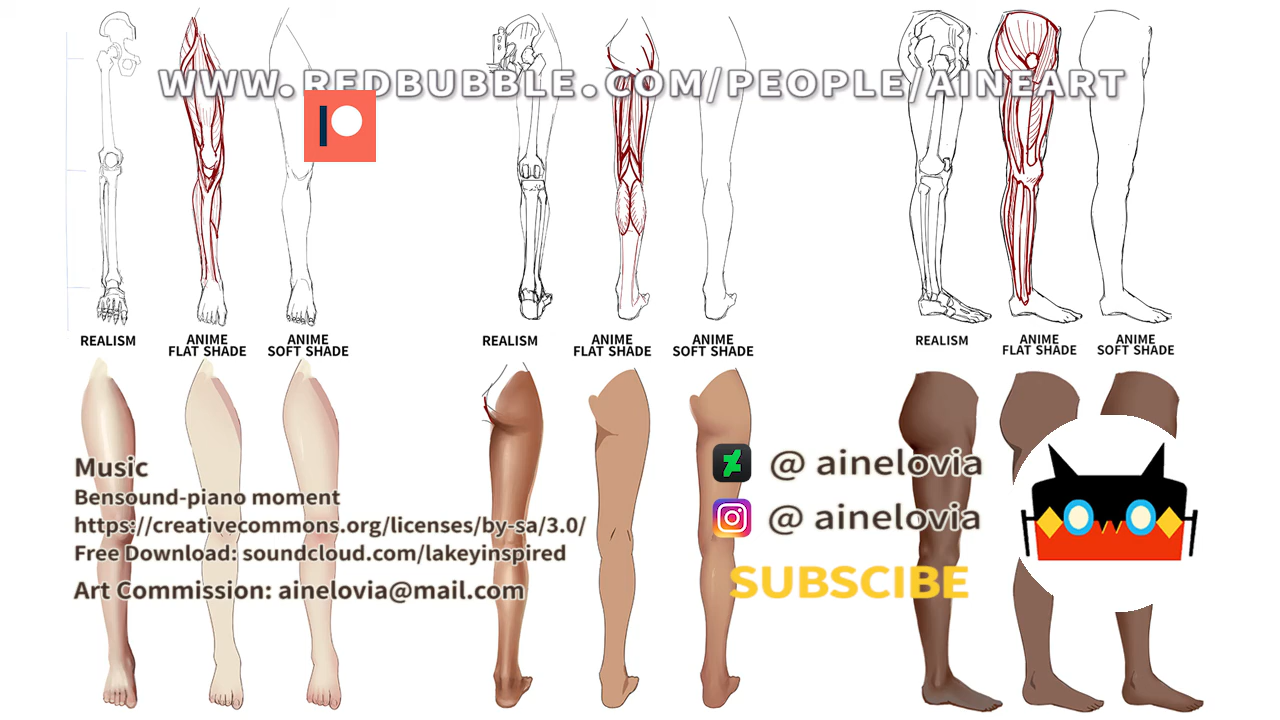 WWW.REDBUBBLE.COM/PEOPLE/AINEART
REALISM
ANIME
FLAT SHADE
ANIME
SOFT SHADE
REALISM
ANIME
FLAT SHADE
ANIME
SOFT SHADE
REALISM
ANIME
FLAT SHADE
ANIME
SOFT SHADE
Music
Bensound-piano moment
https://creativecommons.org/licenses/by-sa/3.0/
Free Download: soundcloud.com/lakeyinspired
Art Commission: ainelovia@mail.com
@ ainelovia
@ ainelovia
SUBSCIBE